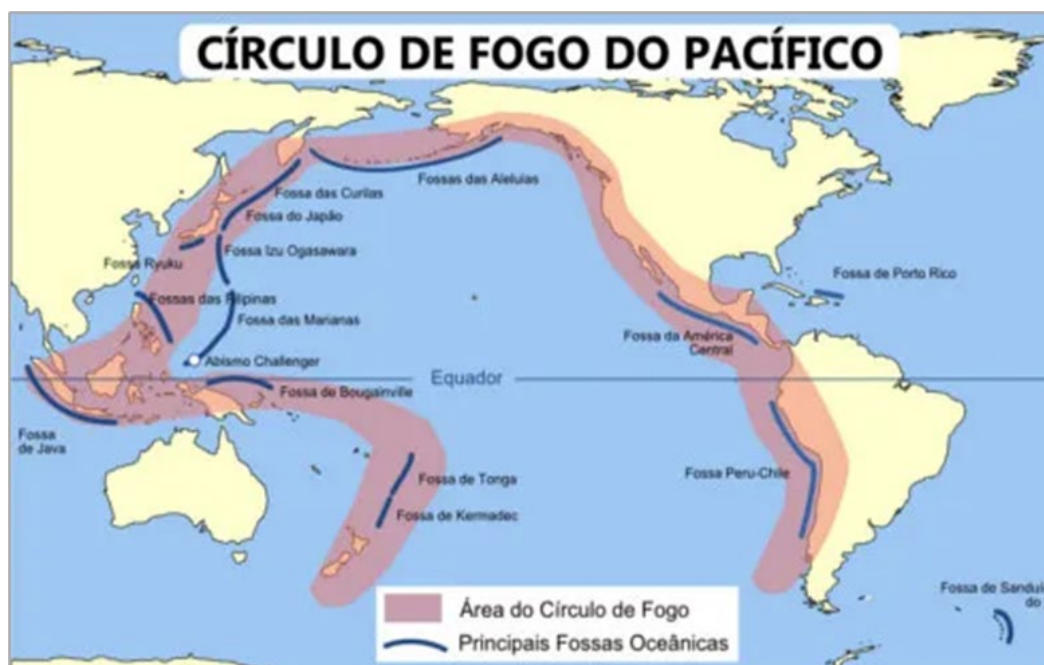 CÍRCULO DE FOGO DO PACÍFICO
Fossas das Aleluias
Fossa das Curilas
Fossa do Japão
Fossa Izu Ogasawara
Fossa Ryuku
Fossas das Filipinas
Fossa das Marianas
Abismo Challenger
Equador
Fossa de Bougainville
Fossa
de Java
Fossa de Tonga
Fossa de Kermadec
Fossa de Porto Rico
Fossa da América
Central
Fossa Peru-Chile
Fossa de Sandu
do
Área do Círculo de Fogo
Principais Fossas Oceânicas